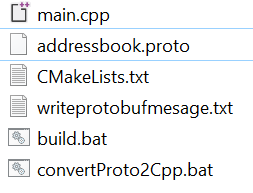 main.cpp
addressbook.proto
CMakeLists.txt
writeprotobufmesage.txt
build.bat
convertProto2Cpp.bat